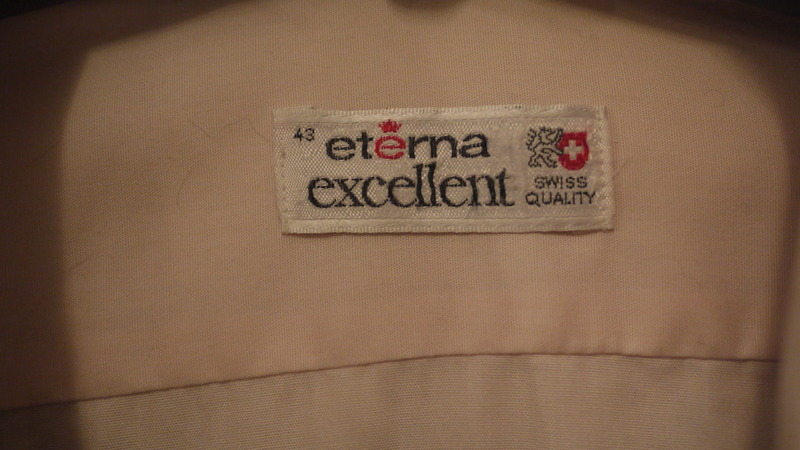 43
eterna
excellent
SWISS
QUALITY